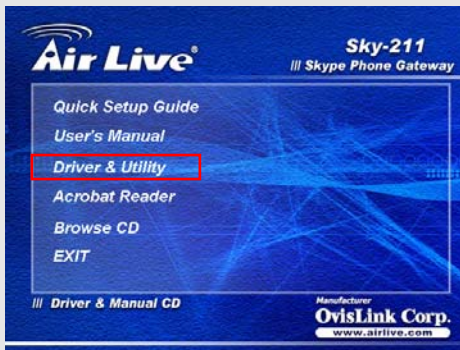 Air Live®
Sky-211
/// Skype Phone Gateway
Quick Setup Guide
User's Manual
Driver & Utility
Acrobat Reader
Browse CD
EXIT
/// Driver & Manual CD
Manufacturer
OvisLink Corp.
www.airlive.com